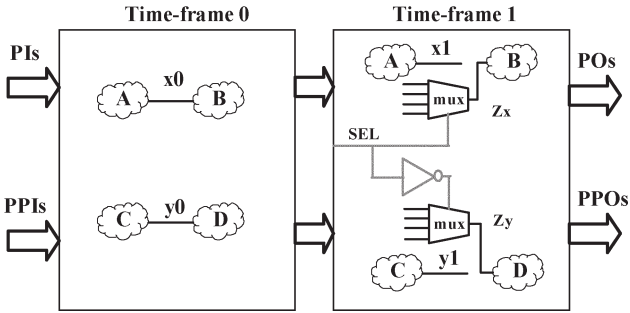 Time-frame 0
Time-frame 1
PIs
x0
A
B
x1
A
B
POs
mux
Zx
SEL
PPIs
y0
C
D
mux
Zy
y1
C
D
PPOs